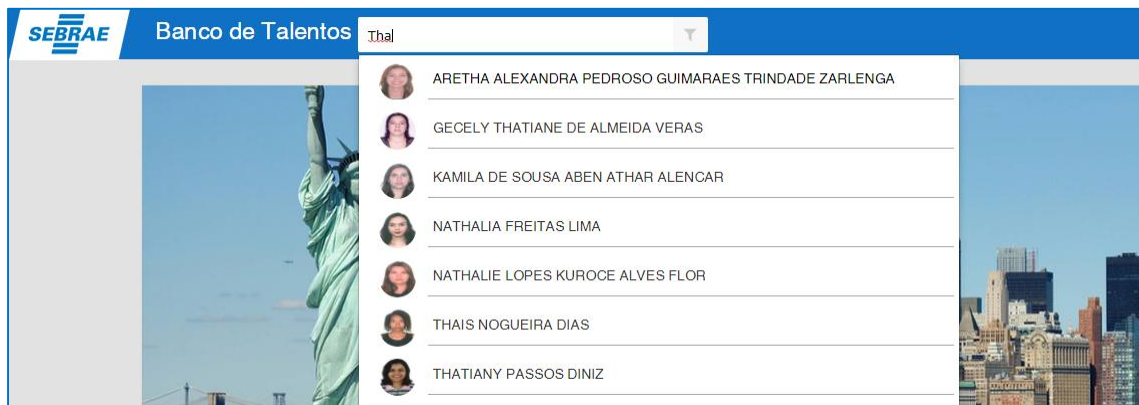 SEBRAE
Banco de Talentos
Tha
ARETHA ALEXANDRA PEDROSO GUIMARAES TRINDADE ZARLENGA
GECELY THATIANE DE ALMEIDA VERAS
KAMILA DE SOUSA ABEN ATHAR ALENCAR
NATHALIA FREITAS LIMA
NATHALIE LOPES KUROCE ALVES FLOR
THAIS NOGUEIRA DIAS
THATIANY PASSOS DINIZ